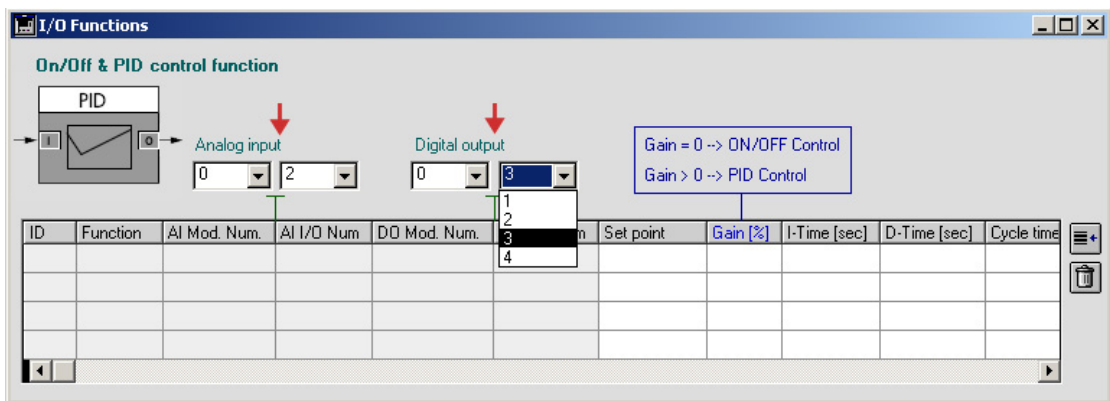 I/O Functions
On/Off & PID control function
PID
I
O
Analog input
Digital output
0
2
0
3
Gain = 0 --> ON/OFF Control
Gain > 0 --> PID Control
1
2
3
4
ID Function AI Mod. Num. AI I/O Num DO Mod. Num. Set point Gain [%] I-Time [sec] D-Time [sec] Cycle time